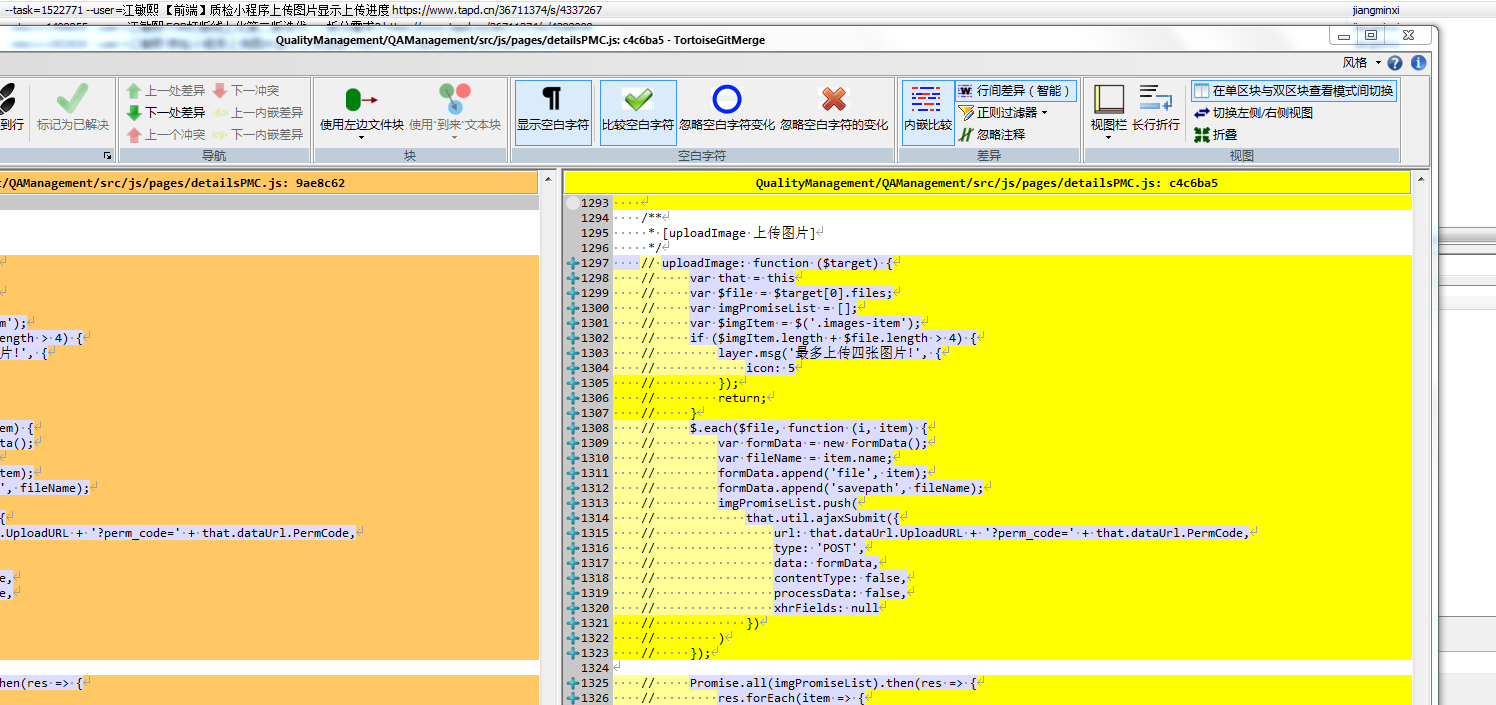 --task=1522771 --user=江敏熙 【前端】质检小程序上传图片显示上传进度 https://www.tapd.cn/36711374/s/4337267
jiangminxi
QualityManagement/QAManagement/src/js/pages/detailsPMC.js: c4c6ba5 - TortoiseGitMerge
风格
到行
标记为已解决
上一处差异
下一冲突
下一处差异
上一内嵌差异
上一个冲突
下一内嵌差异
导航
使用左边文件块
使用"到来"文本块
块
显示空白字符
比较空白字符
忽略空白字符变化
忽略空白字符的变化
空白字符
内嵌比较
行间差异 ( 智能 )
正则过滤器
忽略注释
差异
视图栏
长行折行
在单区块与双区块查看模式间切换
切换左侧/右侧视图
折叠
视图
/QAManagement/src/js/pages/detailsPMC.js: 9ae8c62
m');
ength > 4) {
片!', {
em) {
ta();
tem);
', fileName);
{
.UploadURL + '?perm_code=' + that.dataUrl.PermCode,
e,
e,
hen(res => {
QualityManagement/QAManagement/src/js/pages/detailsPMC.js: c4c6ba5
1293
1294 /**
1295 * [uploadImage 上传图片]
1296 */
1297 // uploadImage: function ($target) {
1298 // var that = this
1299 // var $file = $target[0].files;
1300 // var imgPromiseList = [];
1301 // var $imgItem = $('.images-item');
1302 // if ($imgItem.length + $file.length > 4) {
1303 // layer.msg('最多上传四张图片!', {
1304 // icon: 5
1305 // });
1306 // return;
1307 // }
1308 // $.each($file, function (i, item) {
1309 // var formData = new FormData();
1310 // var fileName = item.name;
1311 // formData.append('file', item);
1312 // formData.append('savepath', fileName);
1313 // imgPromiseList.push(
1314 // that.util.ajaxSubmit({
1315 // url: that.dataUrl.UploadURL + '?perm_code=' + that.dataUrl.PermCode,
1316 // type: 'POST',
1317 // data: formData,
1318 // contentType: false,
1319 // processData: false,
1320 // xhrFields: null
1321 // })
1322 // )
1323 // });
1324
1325 // Promise.all(imgPromiseList).then(res => {
1326 // res.forEach(item => {